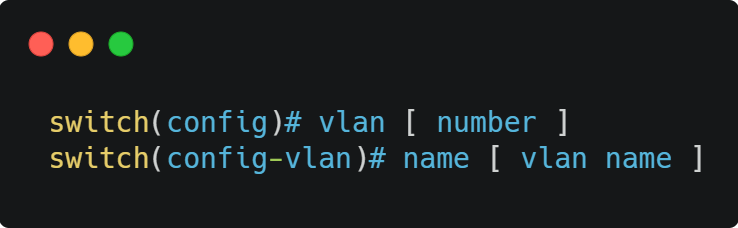 switch(config)# vlan [ number ]
switch(config-vlan)# name [ vlan name ]